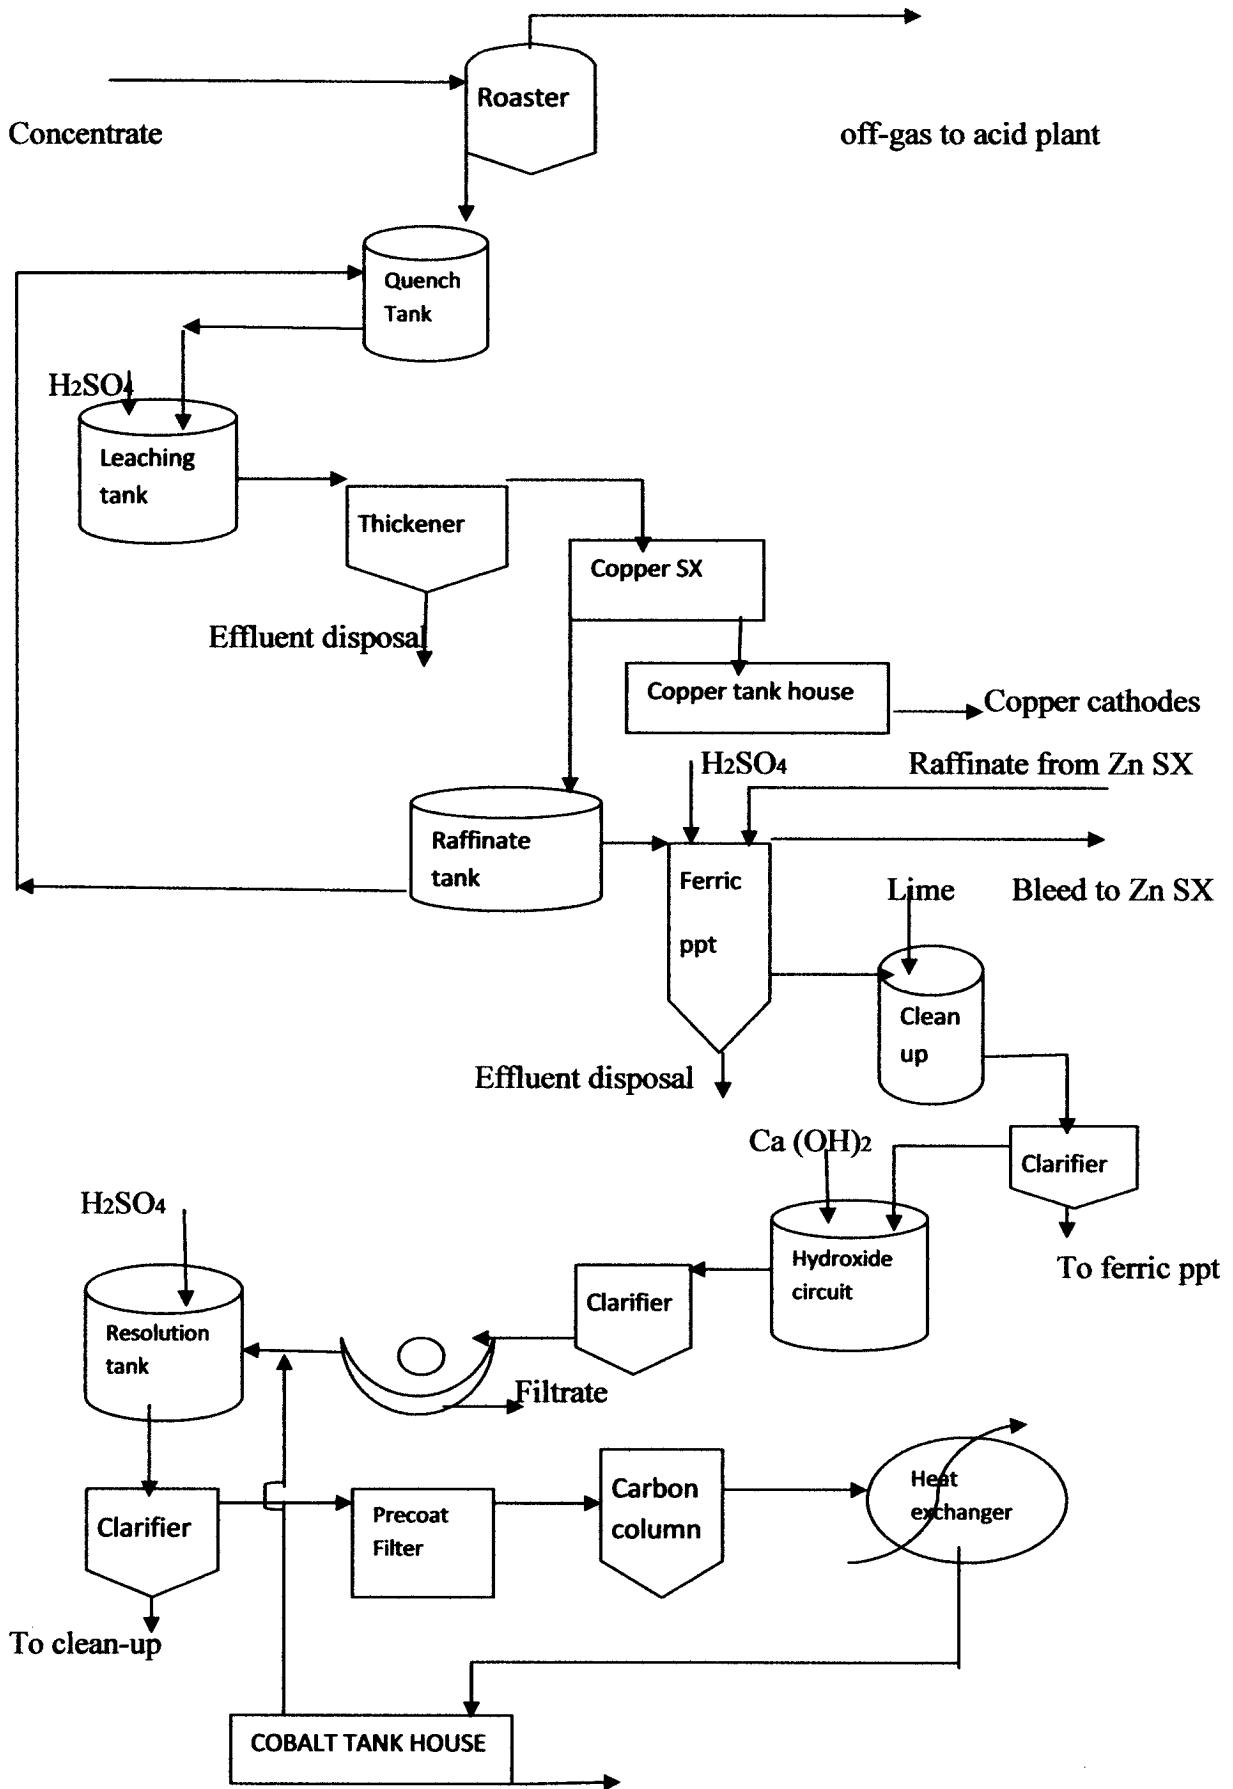 Roaster
Concentrate
off-gas to acid plant
Quench
Tank
H₂SO₄
Leaching
tank
Thickener
Copper SX
Effluent disposal
Copper tank house
Copper cathodes
H₂SO₄
Raffinate from Zn SX
Raffinate
tank
Ferric
ppt
Lime
Bleed to Zn SX
Clean
up
Effluent disposal
Ca (OH)₂
Clarifier
H₂SO₄
Hydroxide
circuit
To ferric ppt
Clarifier
Resolution
tank
Filtrate
Clarifier
Precoat
Filter
Carbon
column
Heat
exchanger
To clean-up
COBALT TANK HOUSE